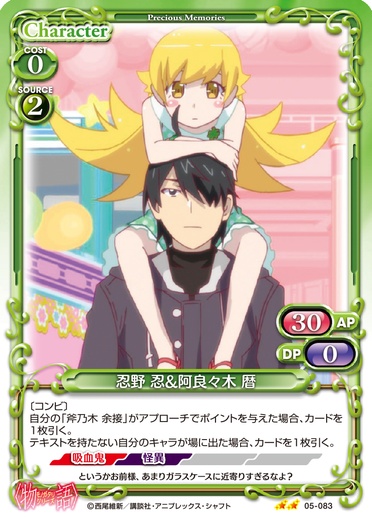 Precious Memories
Character
COST
0
SOURCE
2
30 AP
DP 0
忍野 忍&阿良々木 暦
〔コンビ〕
自分の「斧乃木 余接」がアプローチでポイントを与えた場合、カードを
1枚引く。
テキストを持たない自分のキャラが場に出た場合、カードを1枚引く。
吸血鬼 怪異
というかお前様、あまりガラスケースに近寄りすぎるなよ?
物語
©西尾維新/講談社・アニプレックス・シャフト
05-083